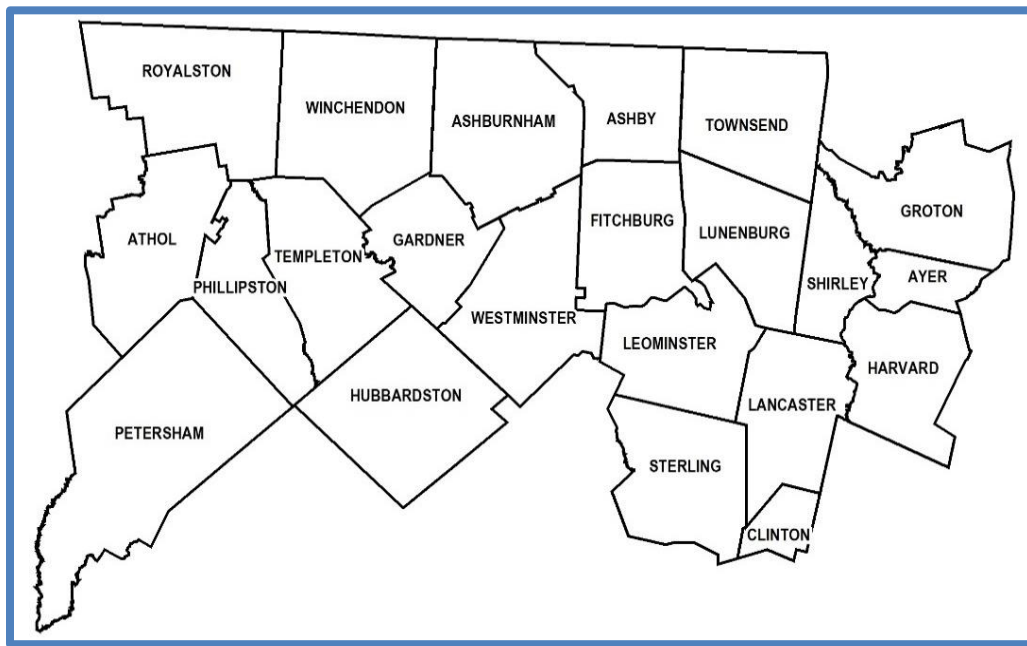 ROYALSTON
WINCHENDON
ASHBURNHAM
ASHBY
TOWNSEND
GROTON
ATHOL
GARDNER
FITCHBURG
LUNENBURG
TEMPLETON
PHILLIPSTON
SHIRLEY
AYER
WESTMINSTER
LEOMINSTER
HARVARD
HUBBARDSTON
LANCASTER
PETERSHAM
STERLING
CLINTON